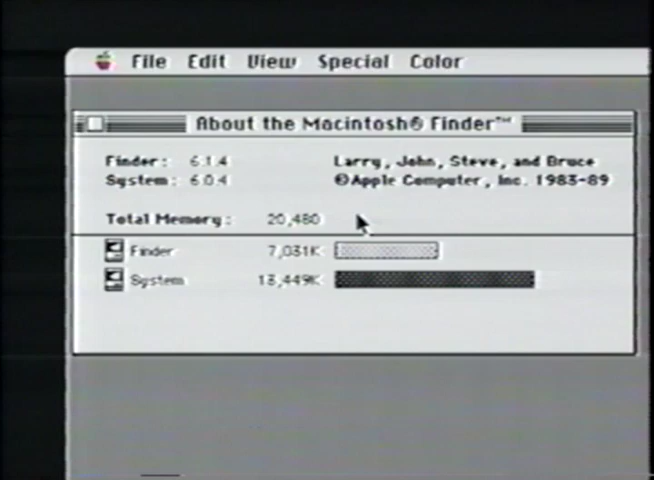 File Edit View Special Color
About the Macintosh® Finder™
Finder: 6.1.4 Larry, John, Steve, and Bruce
System: 6.0.4 ©Apple Computer, Inc. 1983-89
Total Memory: 20,480
Finder 7,031K
System 13,449K